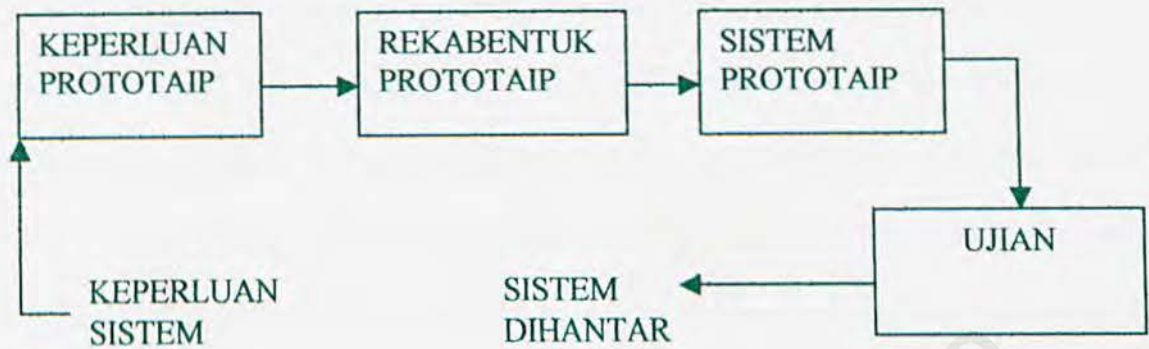 KEPERLUAN
PROTOTAIP
REKABENTUK
PROTOTAIP
SISTEM
PROTOTAIP
UJIAN
KEPERLUAN
SISTEM
SISTEM
DIHANTAR